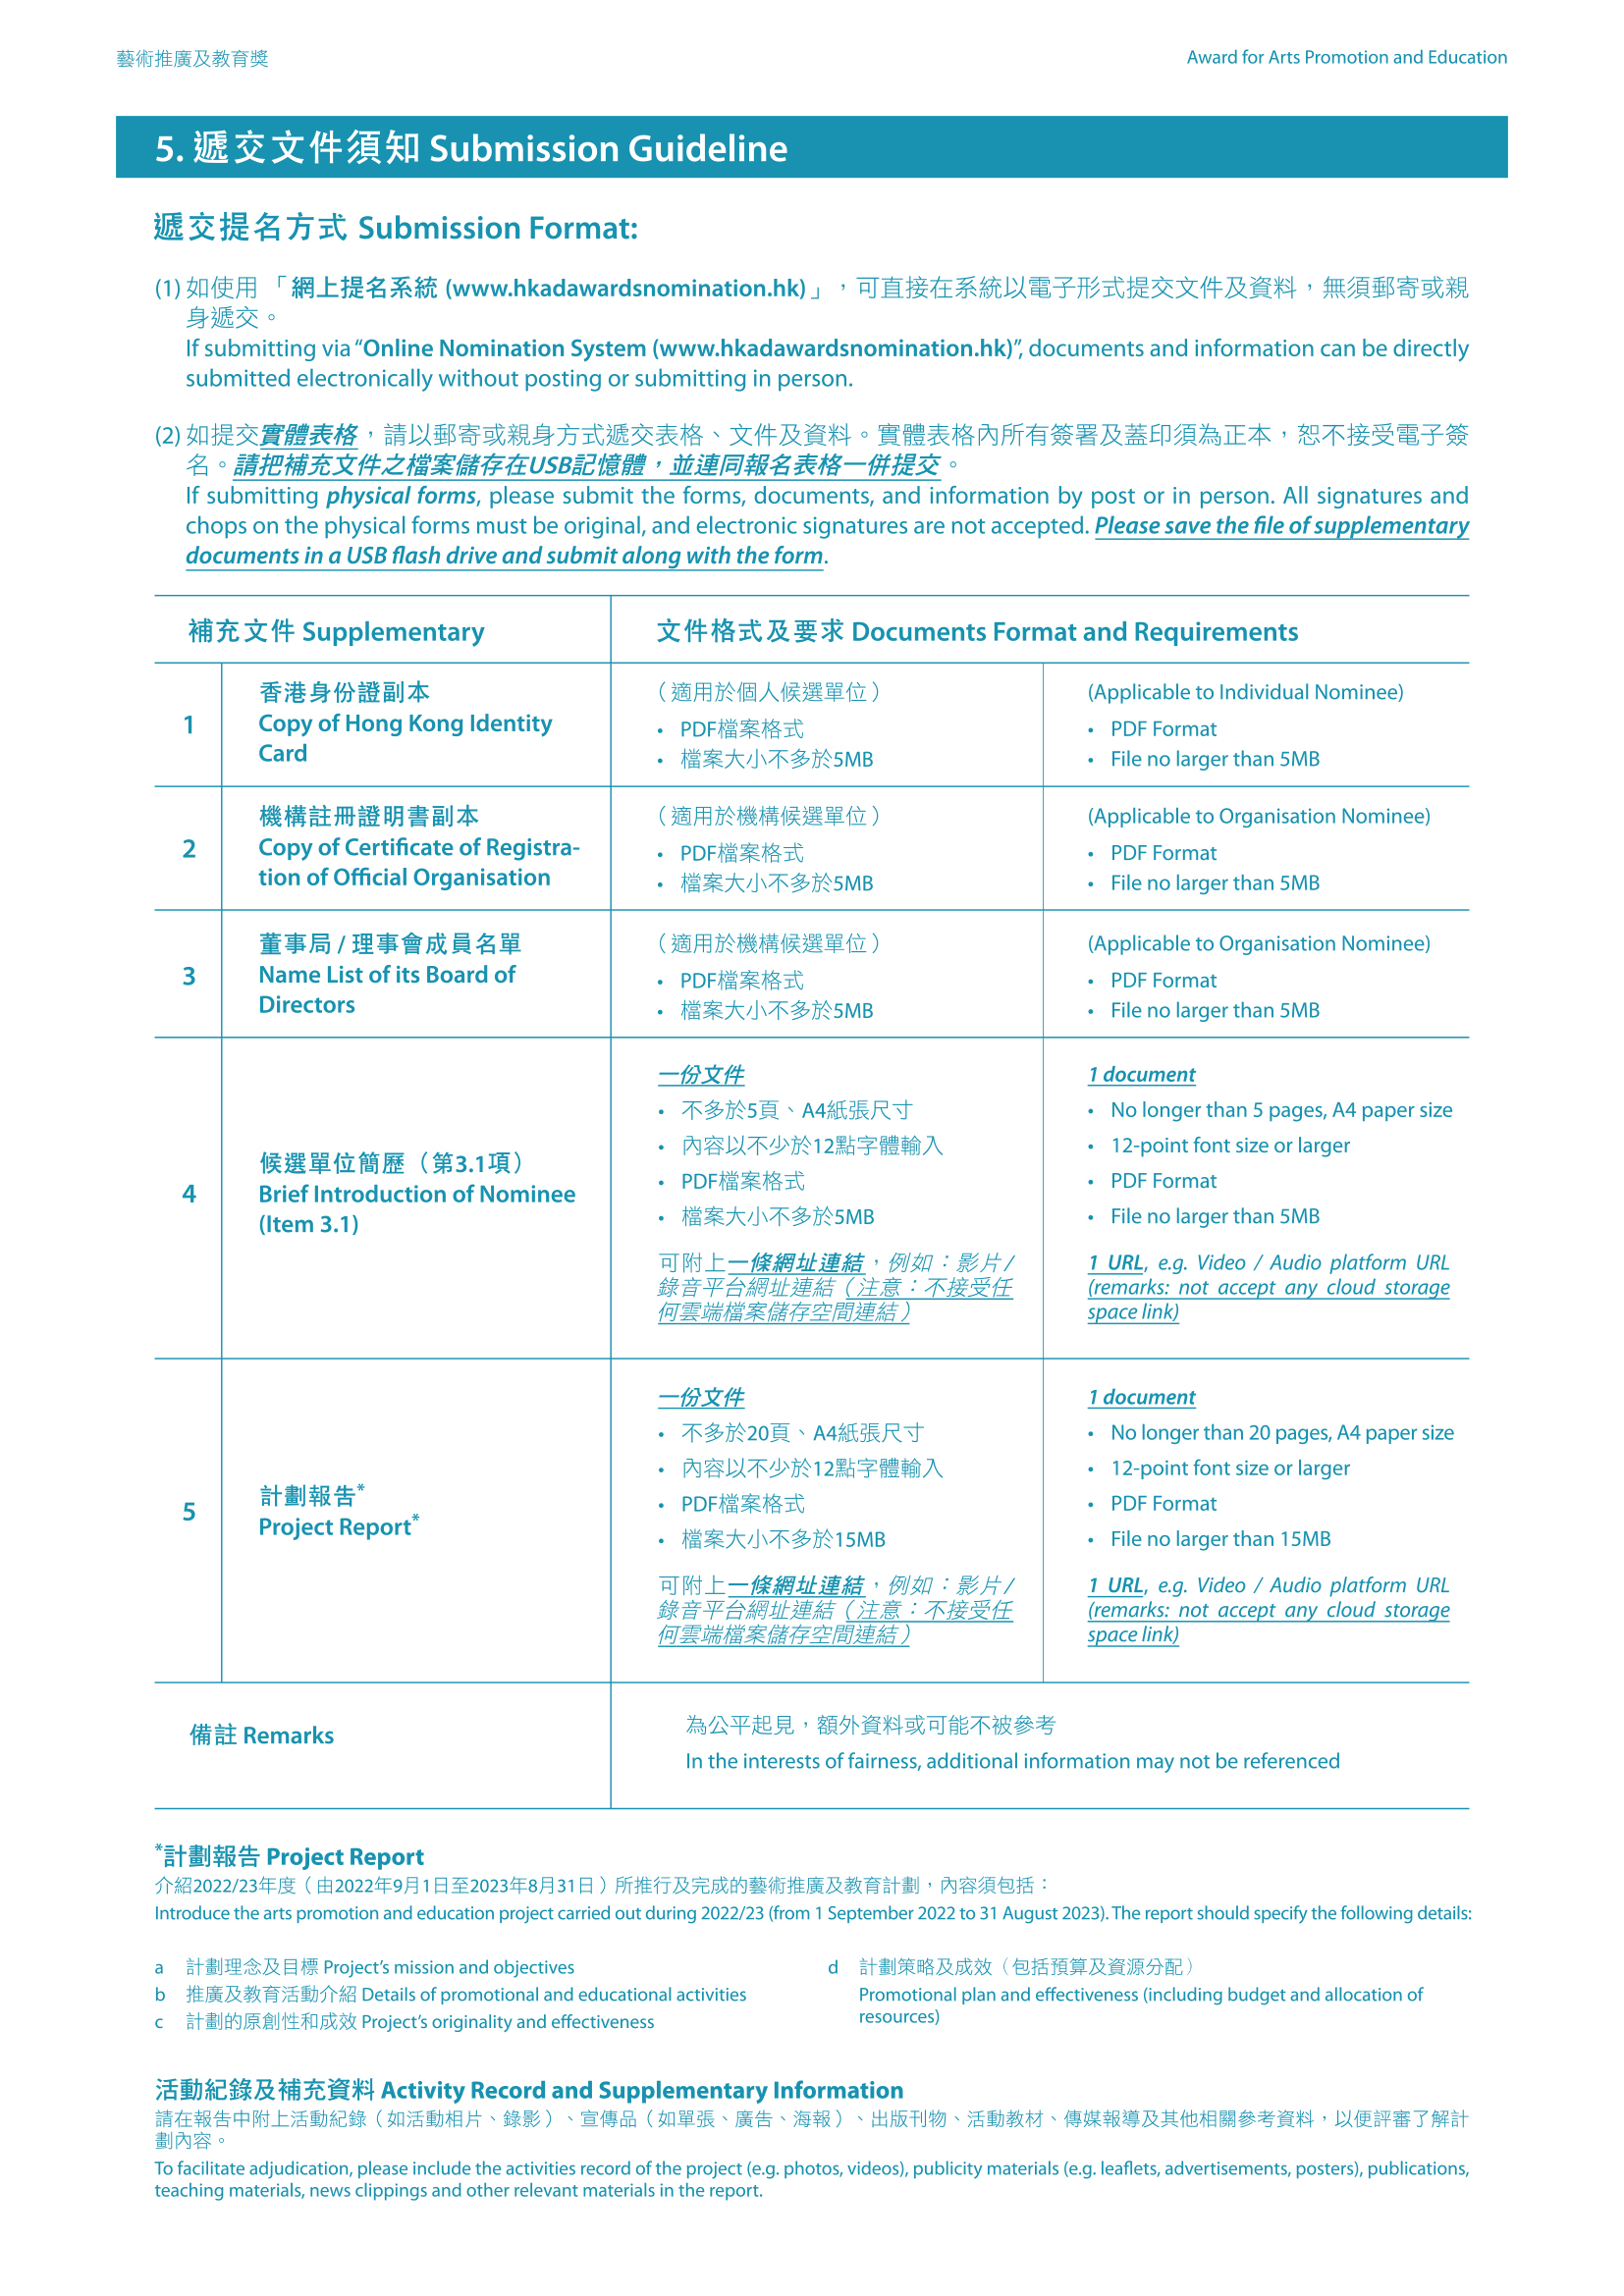 藝術推廣及教育獎
Award for Arts Promotion and Education
5. 遞交文件須知 Submission Guideline
遞交提名方式 Submission Format:
(1) 如使用 「網上提名系統 (www.hkadawardsnomination.hk)」，可直接在系統以電子形式提交文件及資料，無須郵寄或親
身遞交。
If submitting via “Online Nomination System (www.hkadawardsnomination.hk)”, documents and information can be directly
submitted electronically without posting or submitting in person.
(2) 如提交實體表格，請以郵寄或親身方式遞交表格、文件及資料。實體表格內所有簽署及蓋印須為正本，恕不接受電子簽
名。請把補充文件之檔案儲存在USB記憶體，並連同報名表格一併提交。
If submitting physical forms, please submit the forms, documents, and information by post or in person. All signatures and
chops on the physical forms must be original, and electronic signatures are not accepted. Please save the file of supplementary
documents in a USB flash drive and submit along with the form.
補充文件 Supplementary
文件格式及要求 Documents Format and Requirements
1
香港身份證副本
Copy of Hong Kong Identity
Card
（適用於個人候選單位）
• PDF檔案格式
• 檔案大小不多於5MB
(Applicable to Individual Nominee)
• PDF Format
• File no larger than 5MB
2
機構註冊證明書副本
Copy of Certificate of Registra-
tion of Official Organisation
（適用於機構候選單位）
• PDF檔案格式
• 檔案大小不多於5MB
(Applicable to Organisation Nominee)
• PDF Format
• File no larger than 5MB
3
董事局 / 理事會成員名單
Name List of its Board of
Directors
（適用於機構候選單位）
• PDF檔案格式
• 檔案大小不多於5MB
(Applicable to Organisation Nominee)
• PDF Format
• File no larger than 5MB
4
候選單位簡歷（第3.1項）
Brief Introduction of Nominee
(Item 3.1)
一份文件
• 不多於5頁、A4紙張尺寸
• 內容以不少於12點字體輸入
• PDF檔案格式
• 檔案大小不多於5MB
可附上一條網址連結，例如：影片/
錄音平台網址連結（注意：不接受任
何雲端檔案儲存空間連結）
1 document
• No longer than 5 pages, A4 paper size
• 12-point font size or larger
• PDF Format
• File no larger than 5MB
1 URL, e.g. Video / Audio platform URL
(remarks: not accept any cloud storage
space link)
5
計劃報告*
Project Report*
一份文件
• 不多於20頁、A4紙張尺寸
• 內容以不少於12點字體輸入
• PDF檔案格式
• 檔案大小不多於15MB
可附上一條網址連結，例如：影片/
錄音平台網址連結（注意：不接受任
何雲端檔案儲存空間連結）
1 document
• No longer than 20 pages, A4 paper size
• 12-point font size or larger
• PDF Format
• File no larger than 15MB
1 URL, e.g. Video / Audio platform URL
(remarks: not accept any cloud storage
space link)
備註 Remarks
為公平起見，額外資料或可能不被參考
In the interests of fairness, additional information may not be referenced
*計劃報告 Project Report
介紹2022/23年度（由2022年9月1日至2023年8月31日）所推行及完成的藝術推廣及教育計劃，內容須包括：
Introduce the arts promotion and education project carried out during 2022/23 (from 1 September 2022 to 31 August 2023). The report should specify the following details:
a 計劃理念及目標 Project’s mission and objectives
b 推廣及教育活動介紹 Details of promotional and educational activities
c 計劃的原創性和成效 Project’s originality and effectiveness
d 計劃策略及成效（包括預算及資源分配）
Promotional plan and effectiveness (including budget and allocation of
resources)
活動紀錄及補充資料 Activity Record and Supplementary Information
請在報告中附上活動紀錄（如活動相片、錄影）、宣傳品（如單張、廣告、海報）、出版刊物、活動教材、傳媒報導及其他相關參考資料，以便評審了解計
劃內容。
To facilitate adjudication, please include the activities record of the project (e.g. photos, videos), publicity materials (e.g. leaflets, advertisements, posters), publications,
teaching materials, news clippings and other relevant materials in the report.